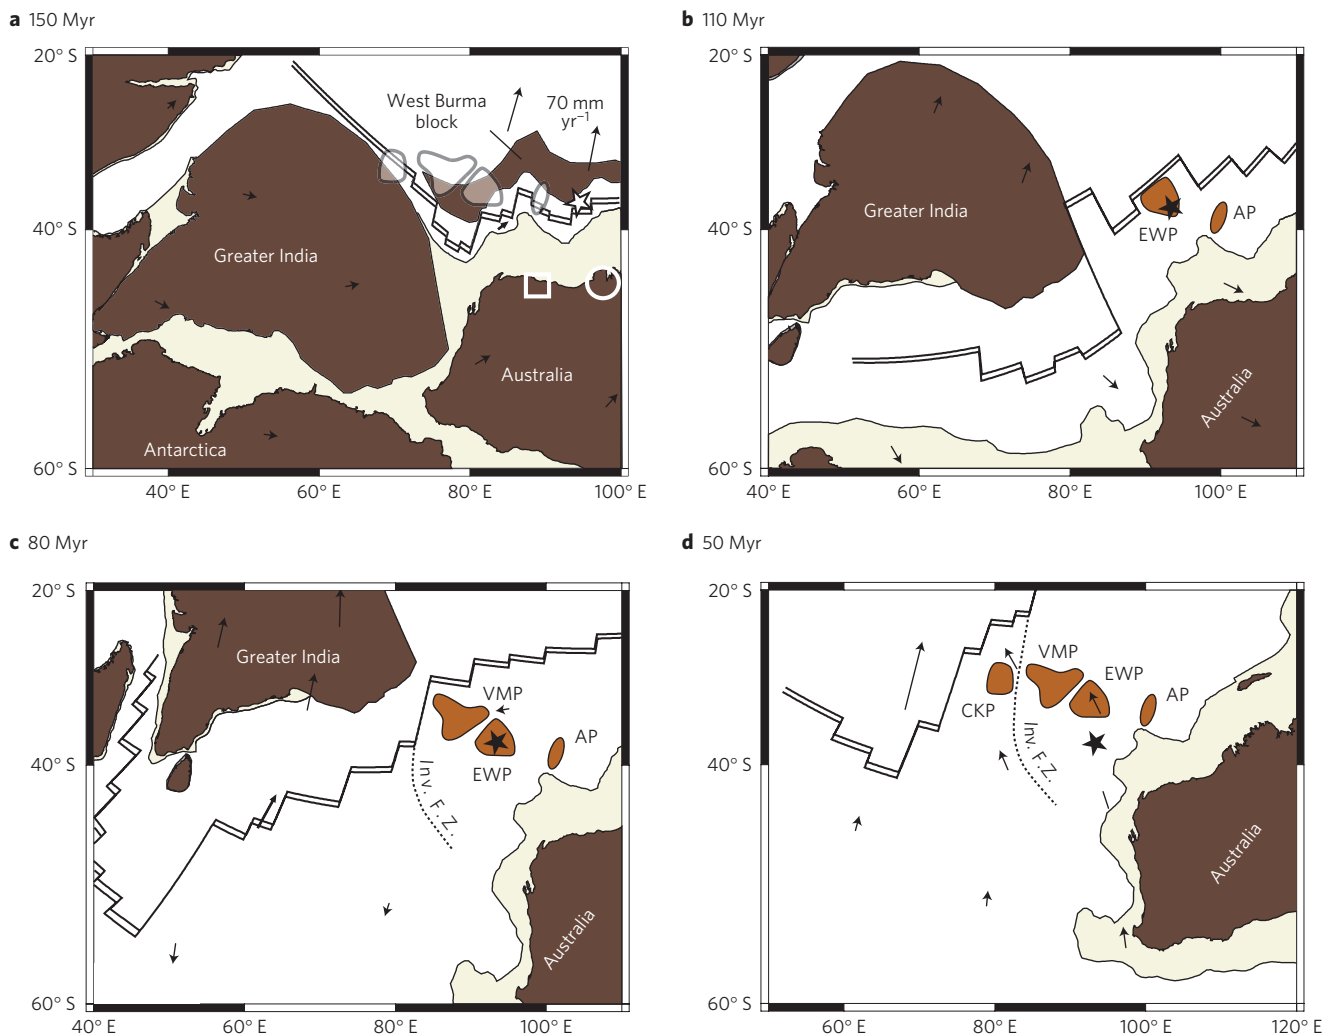 a 150 Myr
20° S
40° S
60° S
40° E
60° E
80° E
100° E
West Burma
block
70 mm
yr⁻¹
Greater India
Australia
Antarctica
b 110 Myr
20° S
40° S
60° S
40° E
60° E
80° E
100° E
Greater India
EWP
AP
Australia
c 80 Myr
20° S
40° S
60° S
40° E
60° E
80° E
100° E
Greater India
VMP
EWP
AP
Inv. F. Z.
Australia
d 50 Myr
20° S
40° S
60° S
60° E
80° E
100° E
120° E
VMP
EWP
CKP
AP
Inv. F. Z.
Australia